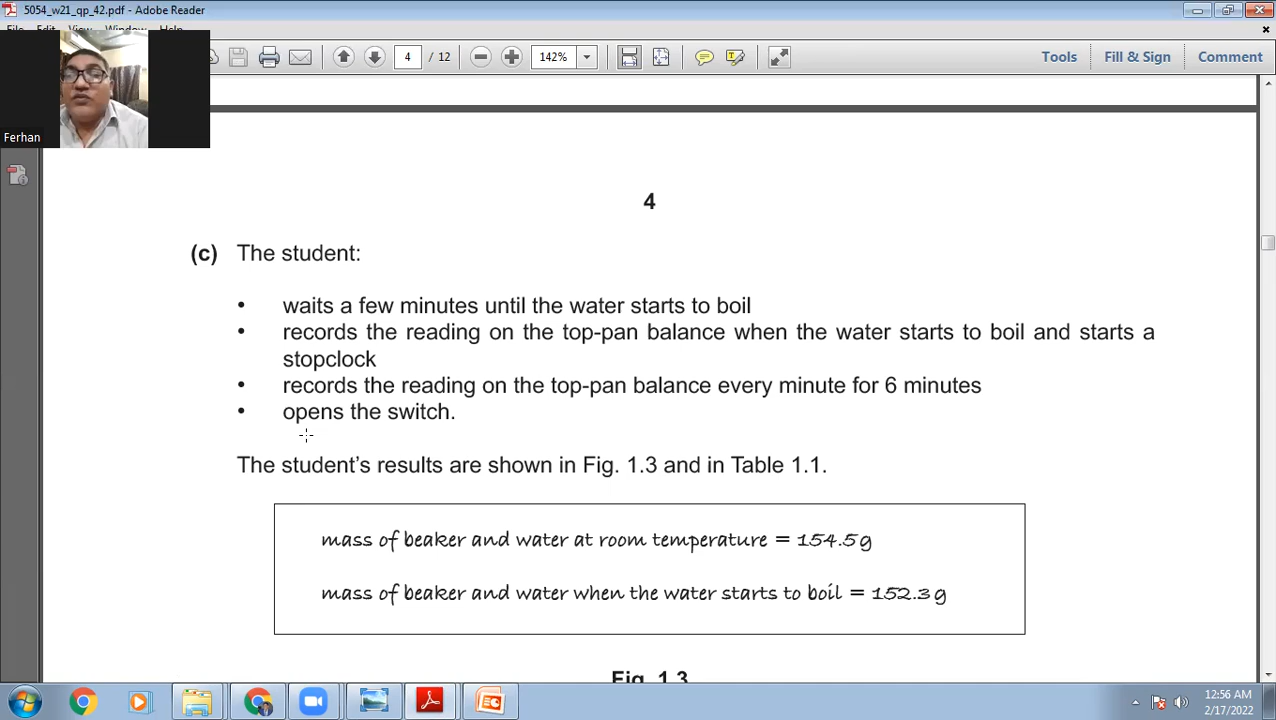 5054_w21_qp_42.pdf - Adobe Reader
4 / 12
142%
Tools
Fill & Sign
Comment
Ferhan
4
(c) The student:
• waits a few minutes until the water starts to boil
• records the reading on the top-pan balance when the water starts to boil and starts a
stopclock
• records the reading on the top-pan balance every minute for 6 minutes
• opens the switch.
The student's results are shown in Fig. 1.3 and in Table 1.1.
mass of beaker and water at room temperature = 154.5 g
mass of beaker and water when the water starts to boil = 152.3 g
Fig. 1.3
12:56 AM
2/17/2022